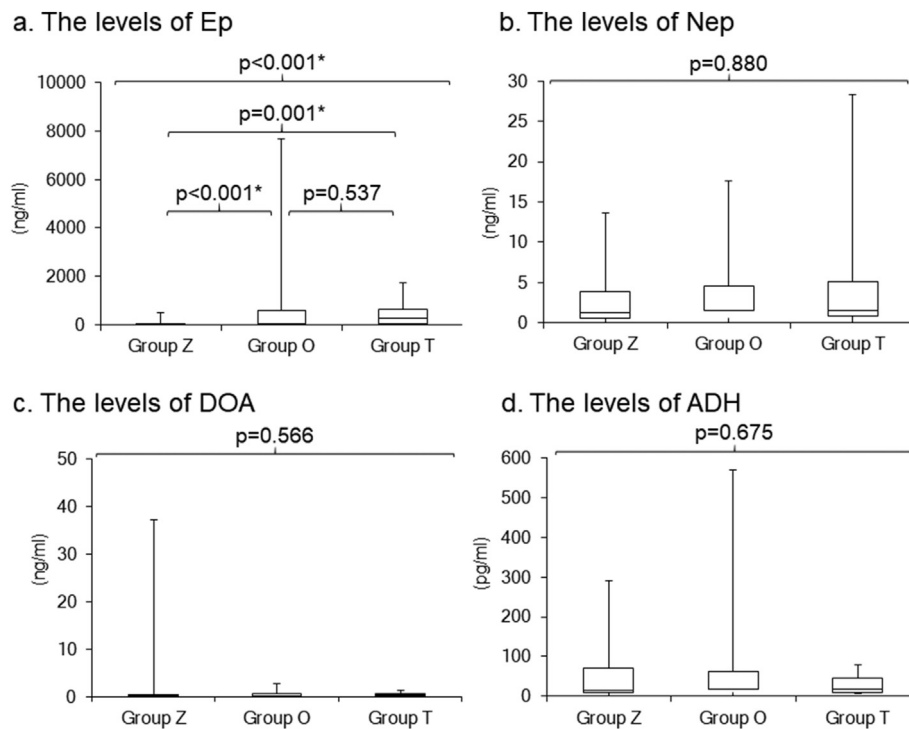 a. The levels of Ep
p<0.001*
10000
p=0.001*
8000
6000
p<0.001*
p=0.537
4000
2000
0
(ng/ml)
Group Z
Group O
Group T
b. The levels of Nep
p=0.880
30
25
20
15
10
5
0
(ng/ml)
Group Z
Group O
Group T
c. The levels of DOA
p=0.566
50
40
30
20
10
0
(ng/ml)
Group Z
Group O
Group T
d. The levels of ADH
p=0.675
600
500
400
300
200
100
0
(pg/ml)
Group Z
Group O
Group T